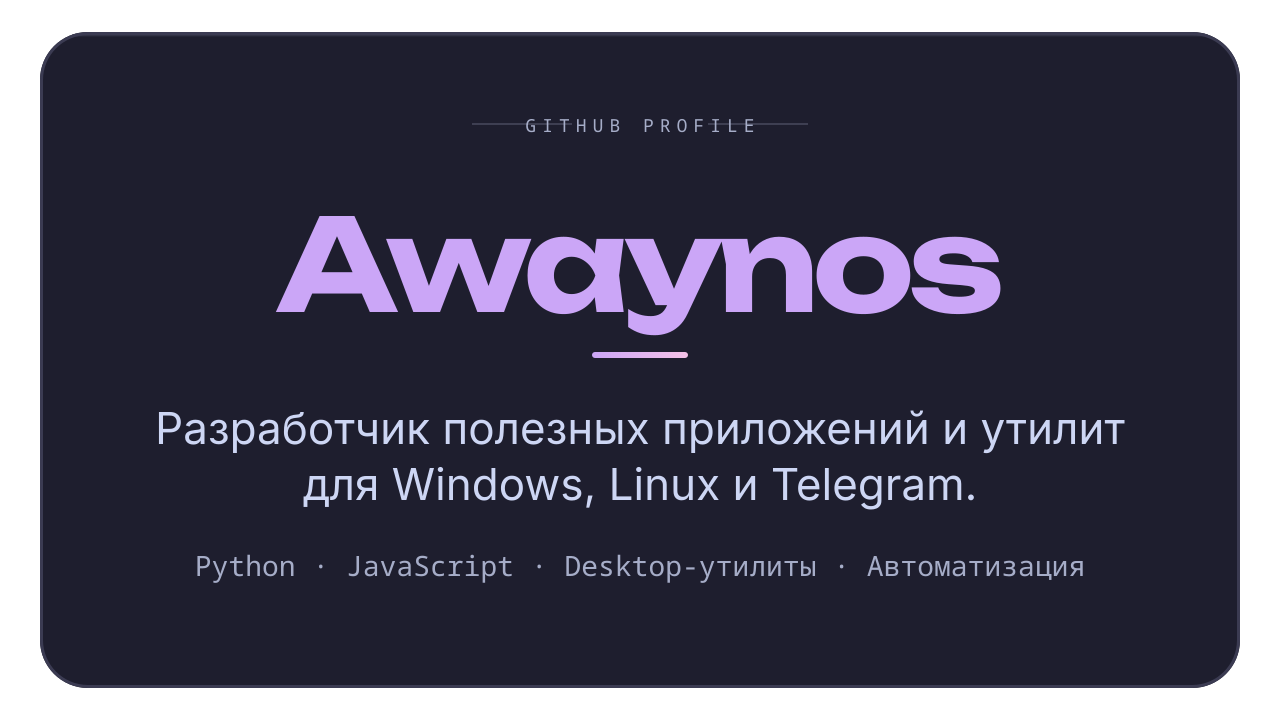 GITHUB PROFILE
Awaynos
Разработчик полезных приложений и утилит
для Windows, Linux и Telegram.
Python · JavaScript · Desktop-утилиты · Автоматизация